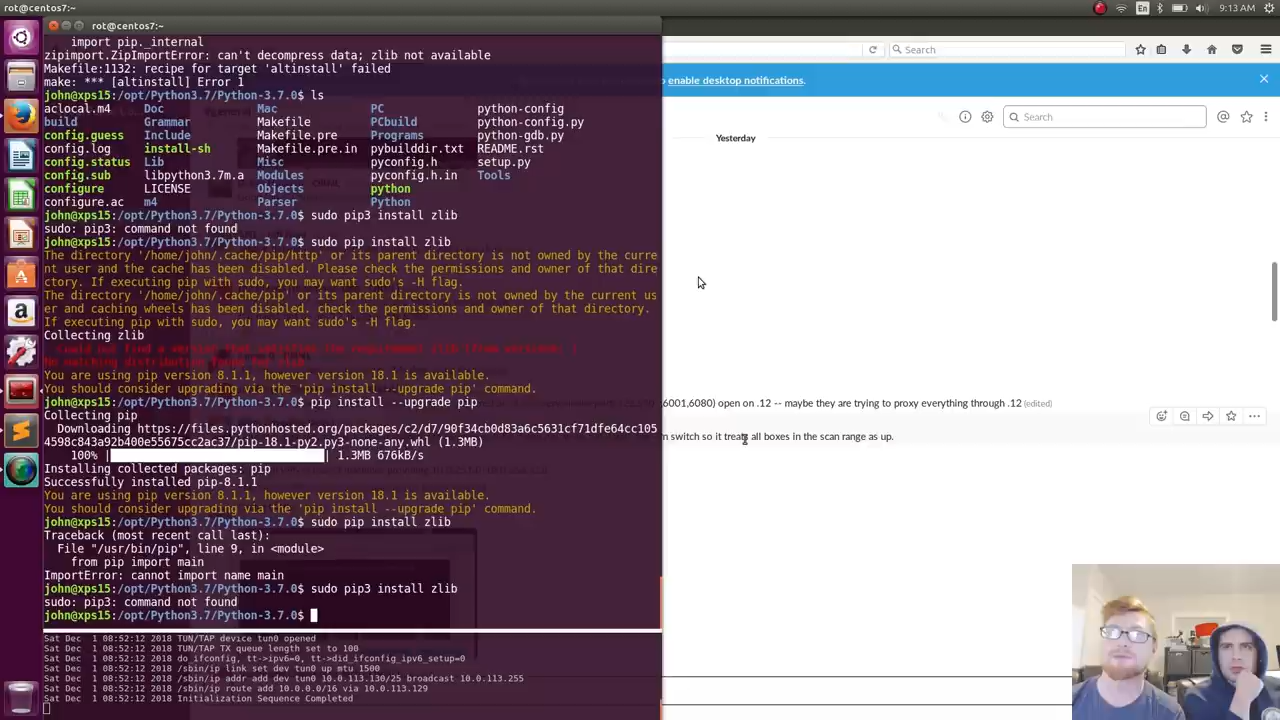 rot@centos7:~
En
9:13 AM
rot@centos7:~
import pip._internal
zipimport.ZipImportError: can't decompress data; zlib not available
Makefile:1132: recipe for target 'altinstall' failed
make: *** [altinstall] Error 1
john@xps15:/opt/Python3.7/Python-3.7.0$ ls
aclocal.m4 Doc Mac PC python-config
build Grammar Makefile PCbuild python-config.py
config.guess Include Makefile.pre Programs python-gdb.py
config.log install-sh Makefile.pre.in pybuilddir.txt README.rst
config.status Lib Misc pyconfig.h setup.py
config.sub libpython3.7m.a Modules pyconfig.h.in Tools
configure LICENSE Objects python
configure.ac m4 Parser Python
john@xps15:/opt/Python3.7/Python-3.7.0$ sudo pip3 install zlib
sudo: pip3: command not found
john@xps15:/opt/Python3.7/Python-3.7.0$ sudo pip install zlib
The directory '/home/john/.cache/pip/http' or its parent directory is not owned by the curre
nt user and the cache has been disabled. Please check the permissions and owner of that dire
ctory. If executing pip with sudo, you may want sudo's -H flag.
The directory '/home/john/.cache/pip' or its parent directory is not owned by the current us
er and caching wheels has been disabled. check the permissions and owner of that directory.
If executing pip with sudo, you may want sudo's -H flag.
Collecting zlib
Could not find a version that satisfies the requirement zlib (from versions: )
No matching distribution found for zlib
You are using pip version 8.1.1, however version 18.1 is available.
You should consider upgrading via the 'pip install --upgrade pip' command.
john@xps15:/opt/Python3.7/Python-3.7.0$ pip install --upgrade pip
Collecting pip
Downloading https://files.pythonhosted.org/packages/c2/d7/90f34cb0d83a6c5631cf71dfe64cc105
4598c843a92b400e55675cc2ac37/pip-18.1-py2.py3-none-any.whl (1.3MB)
100% | | 1.3MB 676kB/s
Installing collected packages: pip
Successfully installed pip-8.1.1
You are using pip version 8.1.1, however version 18.1 is available.
You should consider upgrading via the 'pip install --upgrade pip' command.
john@xps15:/opt/Python3.7/Python-3.7.0$ sudo pip install zlib
Traceback (most recent call last):
File "/usr/bin/pip", line 9, in <module>
from pip import main
ImportError: cannot import name main
john@xps15:/opt/Python3.7/Python-3.7.0$ sudo pip3 install zlib
sudo: pip3: command not found
john@xps15:/opt/Python3.7/Python-3.7.0$
Sat Dec 1 08:52:12 2018 TUN/TAP device tun0 opened
Sat Dec 1 08:52:12 2018 TUN/TAP TX queue length set to 100
Sat Dec 1 08:52:12 2018 do_ifconfig, tt->ipv6=0, tt->did_ifconfig_ipv6_setup=0
Sat Dec 1 08:52:12 2018 /sbin/ip link set dev tun0 up mtu 1500
Sat Dec 1 08:52:12 2018 /sbin/ip addr add dev tun0 10.0.113.130/25 broadcast 10.0.113.255
Sat Dec 1 08:52:12 2018 /sbin/ip route add 10.0.0.0/16 via 10.0.113.129
Sat Dec 1 08:52:12 2018 Initialization Sequence Completed
Search
enable desktop notifications.
Search
Yesterday
6001,6080) open on .12 -- maybe they are trying to proxy everything through .12 (edited)
n switch so it treats all boxes in the scan range as up.